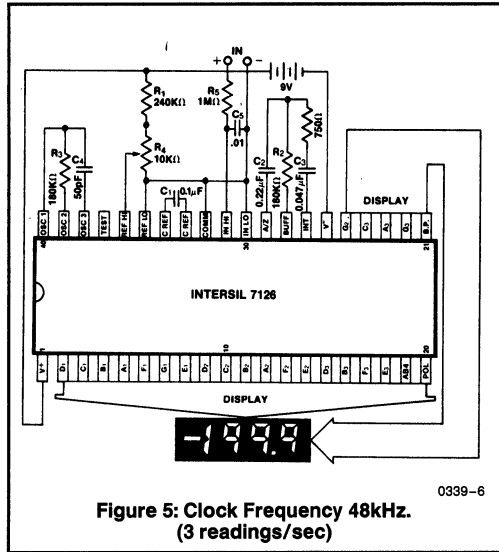 IN
+ −
9V
R₁
240KΩ
R₅
1MΩ
C₅
.01
750Ω
R₃
180KΩ
C₄
50pF
R₄
10KΩ
C₁ 0.1µF
C₂
0.22µF
R₂
180KΩ
C₃
0.047µF
DISPLAY
OSC 1
OSC 2
OSC 3
TEST
REF HI
REF LO
C REF
C REF
COMM
IN HI
IN LO
A/Z
BUFF
INT
V⁻
G₂
C₃
A₃
G₃
B.P.
40 30 21
INTERSIL 7126
1 10 20
V+
D₁
C₁
B₁
A₁
F₁
G₁
E₁
D₂
C₂
B₂
A₂
F₂
E₂
D₃
B₃
F₃
E₃
AB4
POL
DISPLAY
-199.9
0339–6
Figure 5: Clock Frequency 48kHz.
(3 readings/sec)